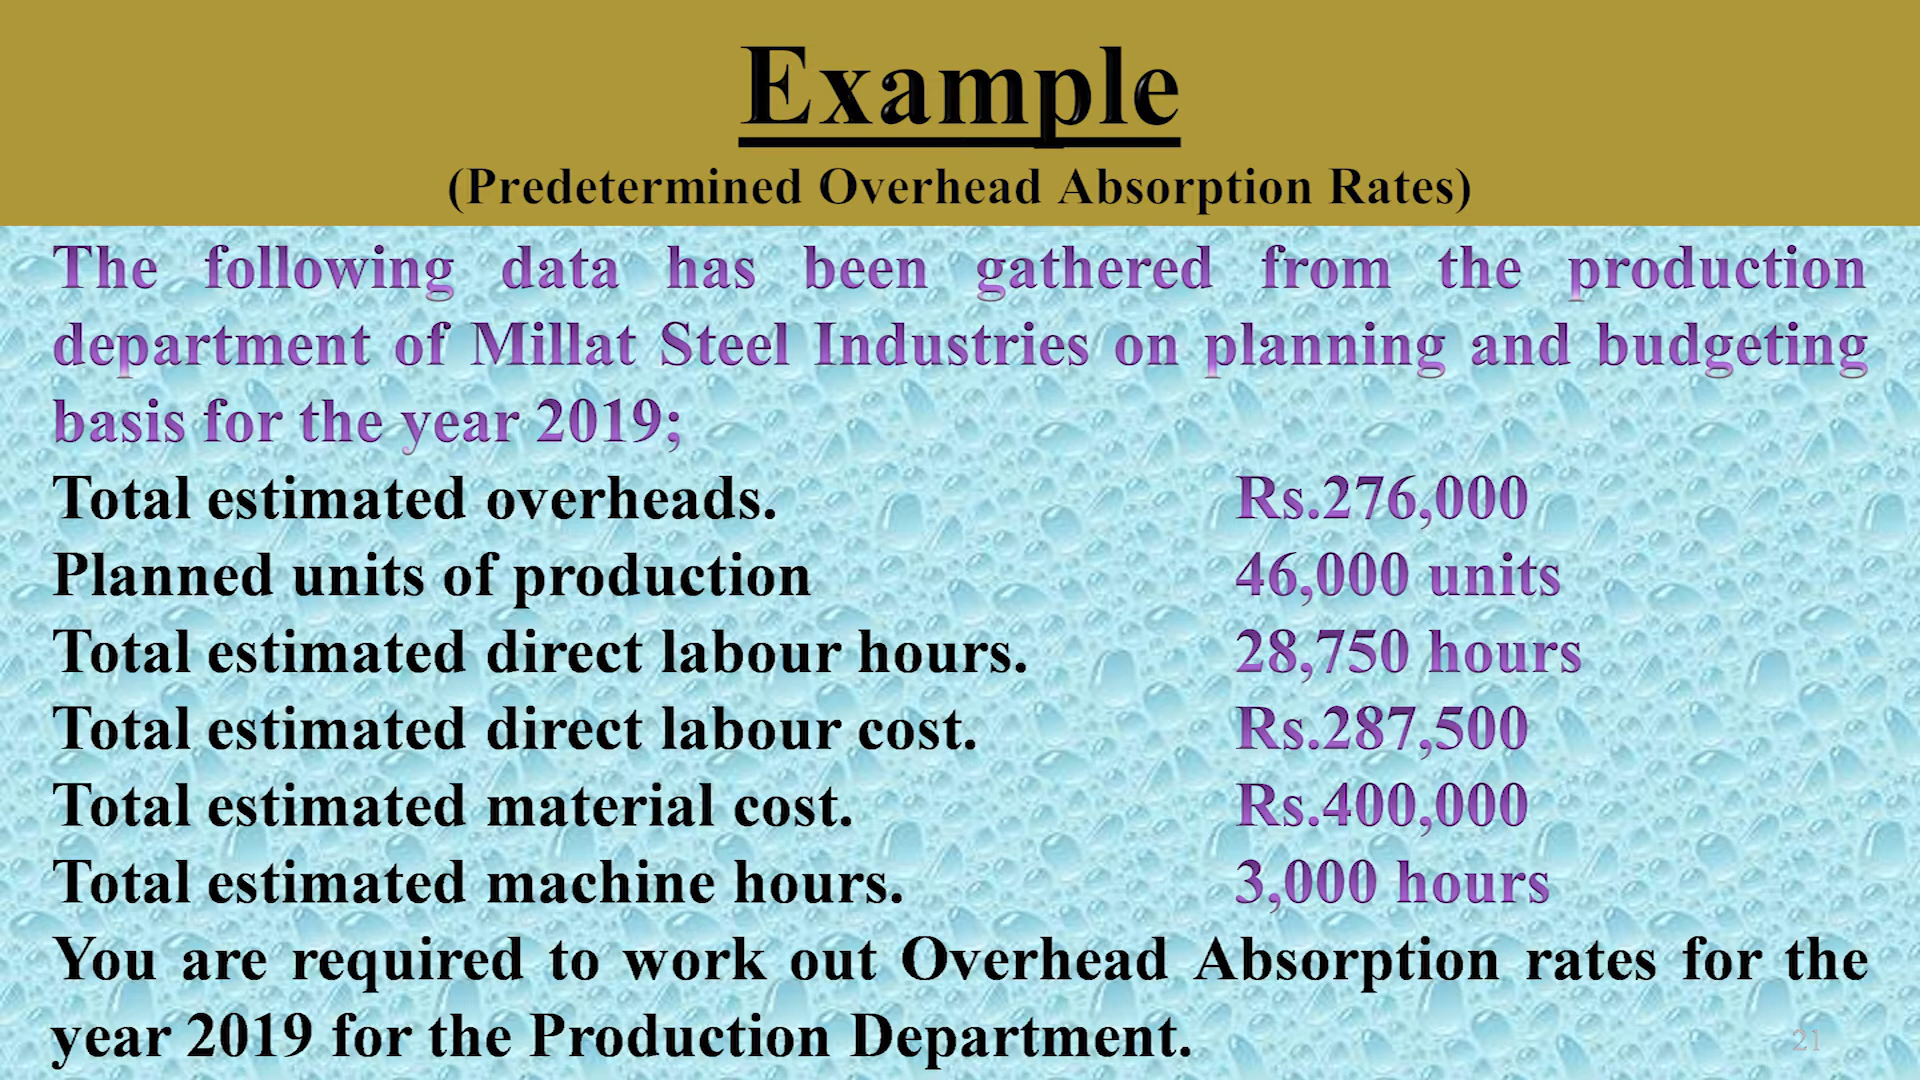 Example
(Predetermined Overhead Absorption Rates)
The following data has been gathered from the production
department of Millat Steel Industries on planning and budgeting
basis for the year 2019;
Total estimated overheads. Rs.276,000
Planned units of production 46,000 units
Total estimated direct labour hours. 28,750 hours
Total estimated direct labour cost. Rs.287,500
Total estimated material cost. Rs.400,000
Total estimated machine hours. 3,000 hours
You are required to work out Overhead Absorption rates for the
year 2019 for the Production Department.
21